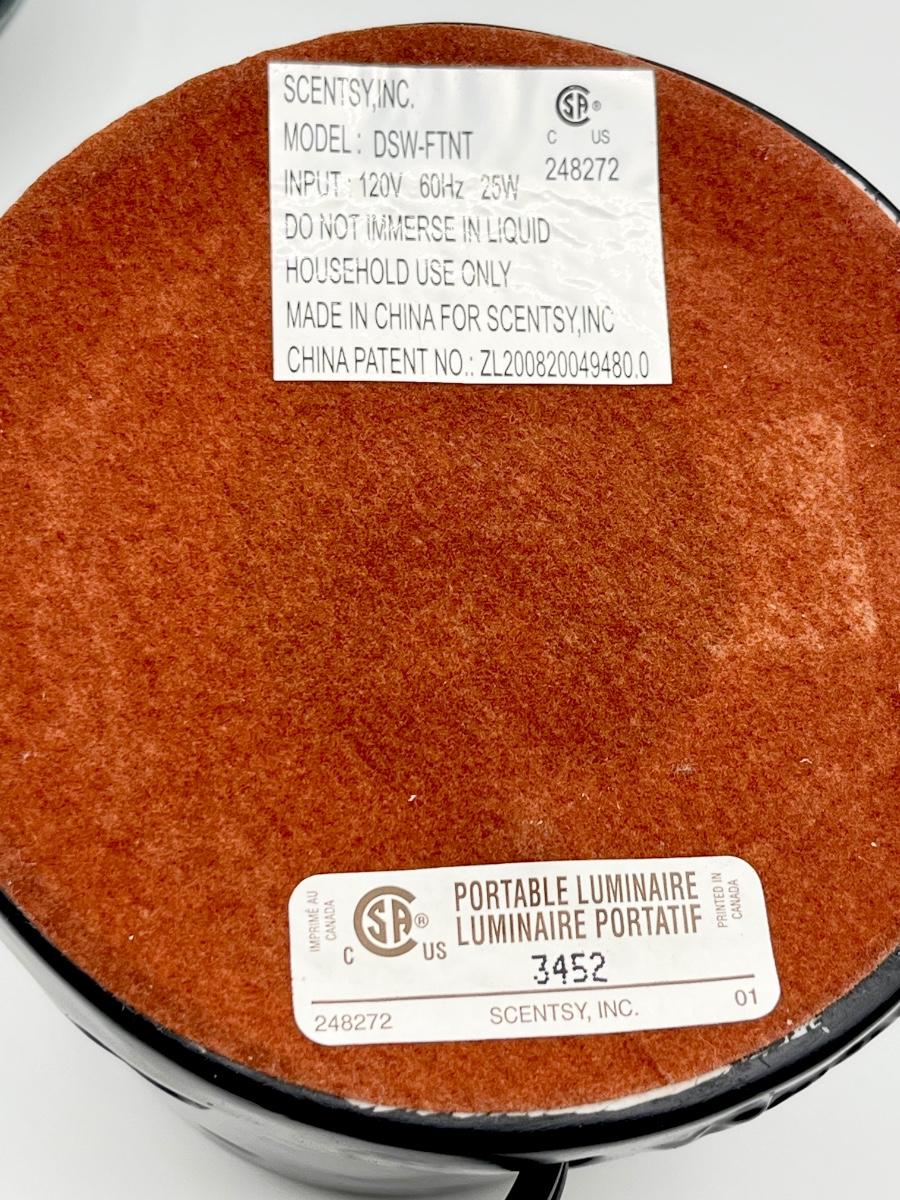 SCENTSY,INC.
MODEL : DSW-FTNT
INPUT : 120V 60Hz 25W
DO NOT IMMERSE IN LIQUID
HOUSEHOLD USE ONLY
MADE IN CHINA FOR SCENTSY,INC
CHINA PATENT NO.: ZL200820049480.0
SA®
C US
248272
IMPRIMÉ AU
CANADA
SA®
C US
PORTABLE LUMINAIRE
LUMINAIRE PORTATIF
PRINTED IN
CANADA
3452
248272 SCENTSY, INC. 01